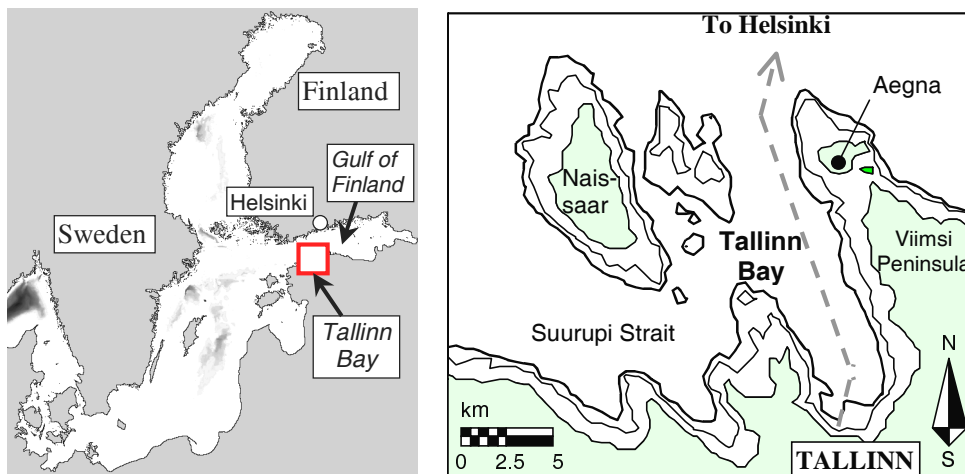 Finland
Gulf of
Finland
Helsinki
Sweden
Tallinn
Bay
To Helsinki
Aegna
Nais-
saar
Tallinn
Bay
Viimsi
Peninsula
Suurupi Strait
N
km
0 2.5 5
S
TALLINN